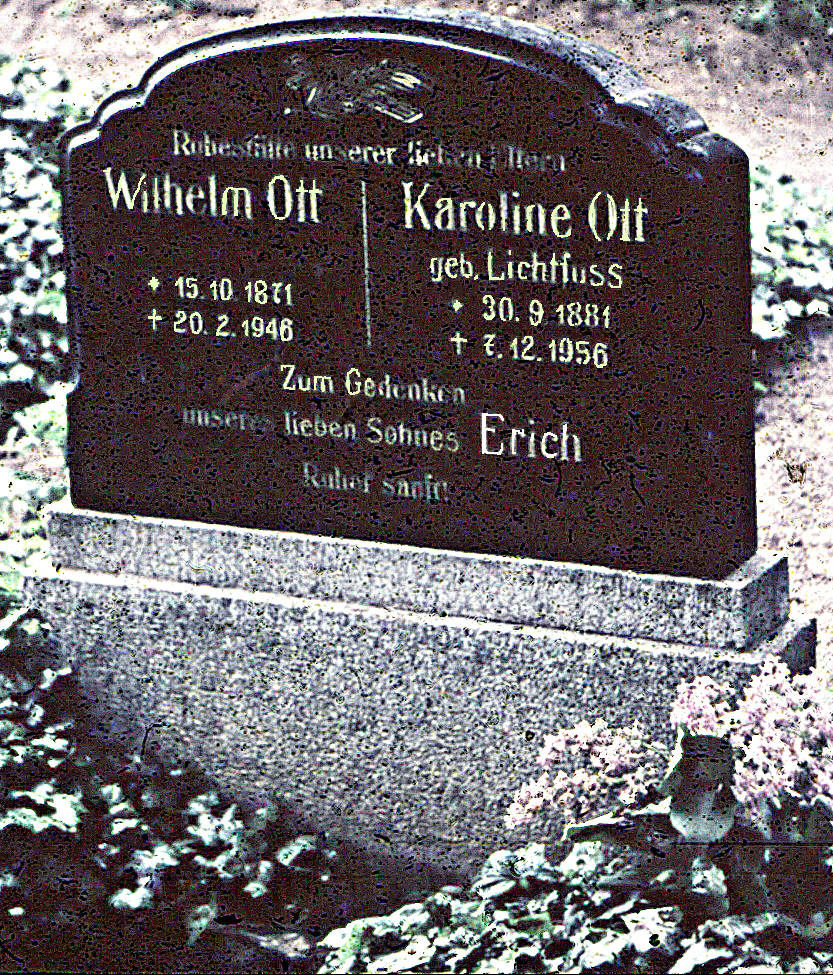 Ruhestätte unserer lieben Eltern
Wilhelm Ott
* 15.10.1871
† 20.2.1946
Karoline Ott
geb. Lichtfuss
* 30.9.1881
† 7.12.1956
Zum Gedenken
unseres lieben Sohnes Erich
Ruhet sanft!